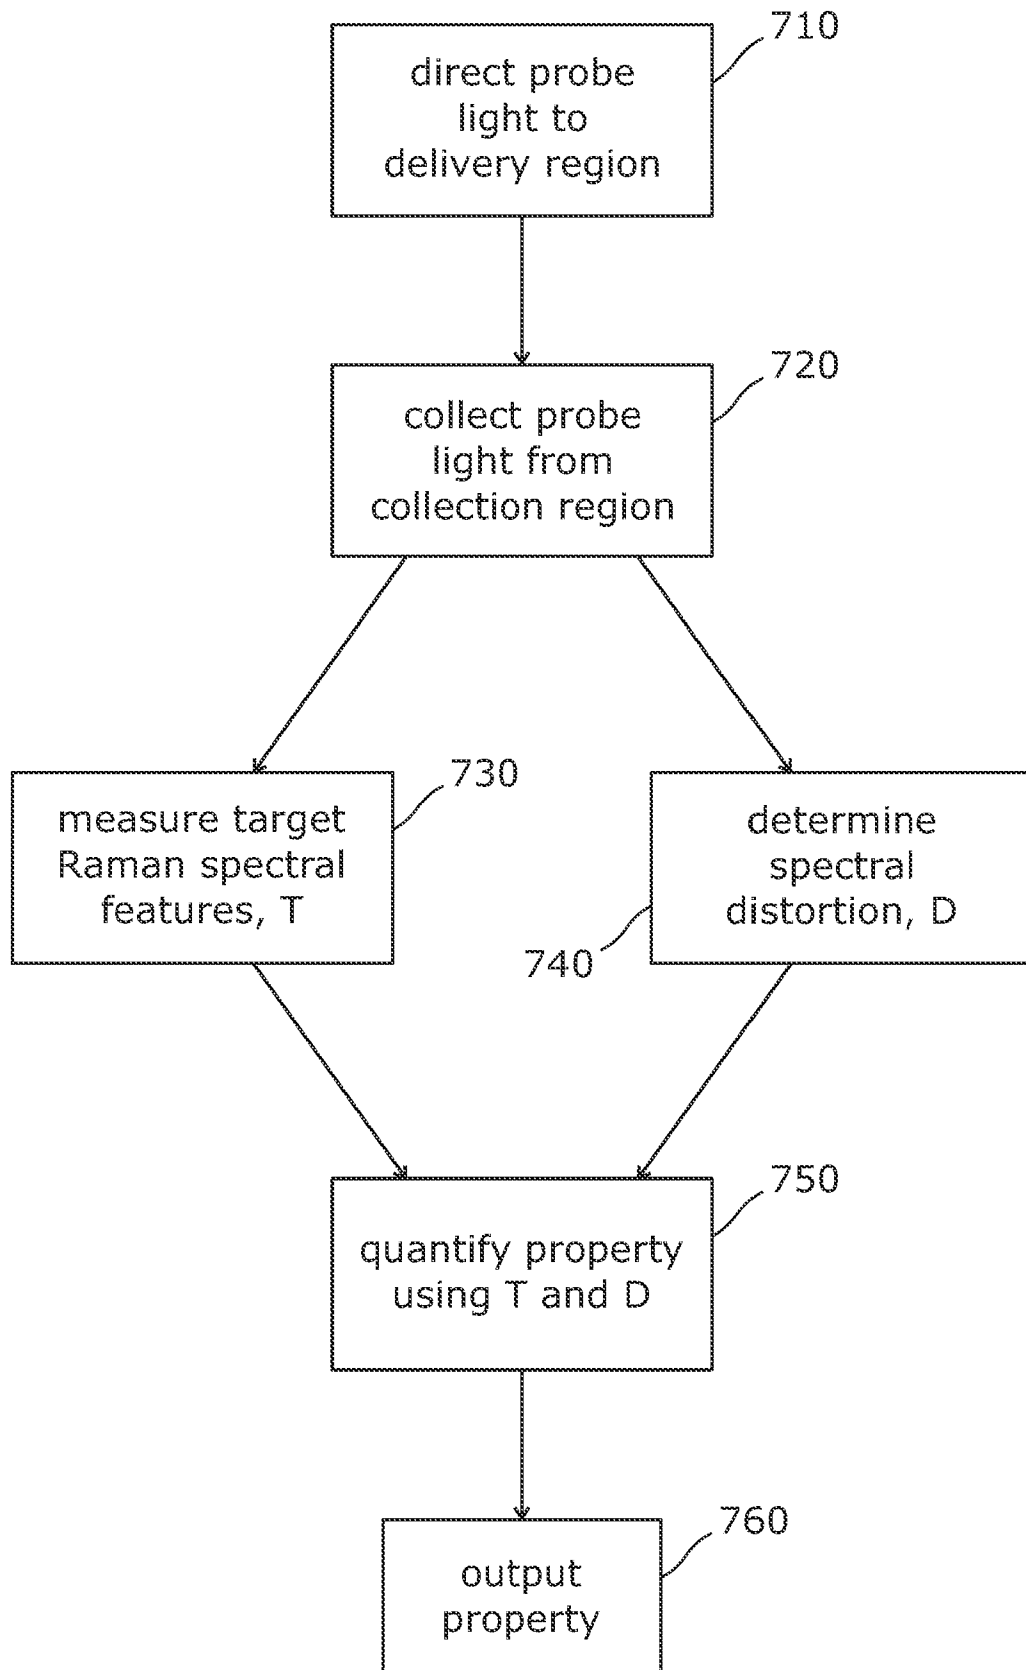 710
direct probe
light to
delivery region
720
collect probe
light from
collection region
730
measure target
Raman spectral
features, T
determine
spectral
distortion, D
740
750
quantify property
using T and D
760
output
property